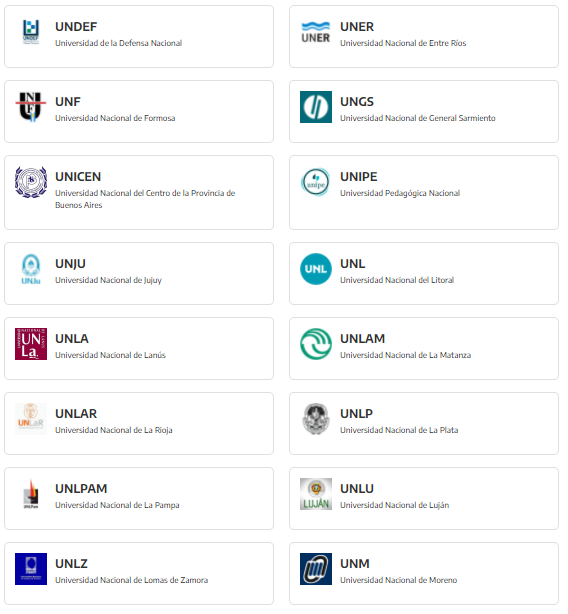 UNDEF
Universidad de la Defensa Nacional
UNER
Universidad Nacional de Entre Ríos
UNF
Universidad Nacional de Formosa
UNGS
Universidad Nacional de General Sarmiento
UNICEN
Universidad Nacional del Centro de la Provincia de
Buenos Aires
unipe
UNIPE
Universidad Pedagógica Nacional
UNJu
UNJU
Universidad Nacional de Jujuy
UNL
UNL
Universidad Nacional del Litoral
UN
La
UNLA
Universidad Nacional de Lanús
UNLAM
Universidad Nacional de La Matanza
UNLaR
UNLAR
Universidad Nacional de La Rioja
UNLP
Universidad Nacional de La Plata
UNLPam
UNLPAM
Universidad Nacional de La Pampa
LUJÁN
UNLU
Universidad Nacional de Luján
UNLZ
Universidad Nacional de Lomas de Zamora
UNM
Universidad Nacional de Moreno